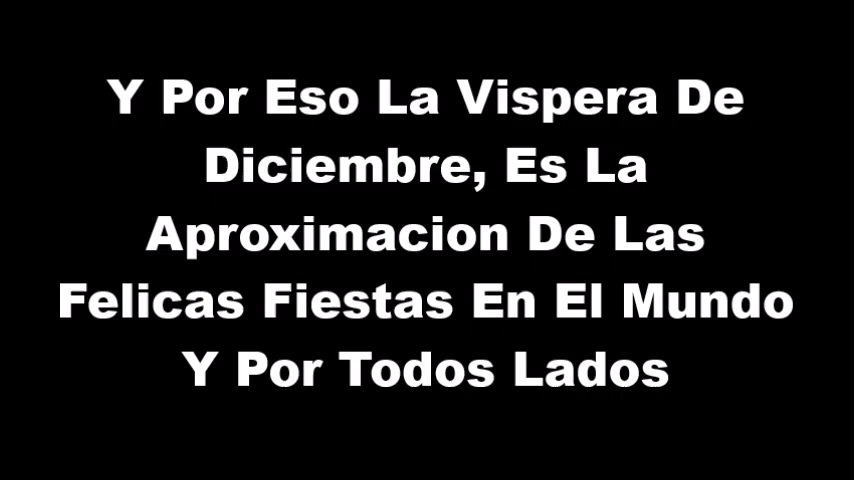 Y Por Eso La Vispera De
Diciembre, Es La
Aproximacion De Las
Felicas Fiestas En El Mundo
Y Por Todos Lados